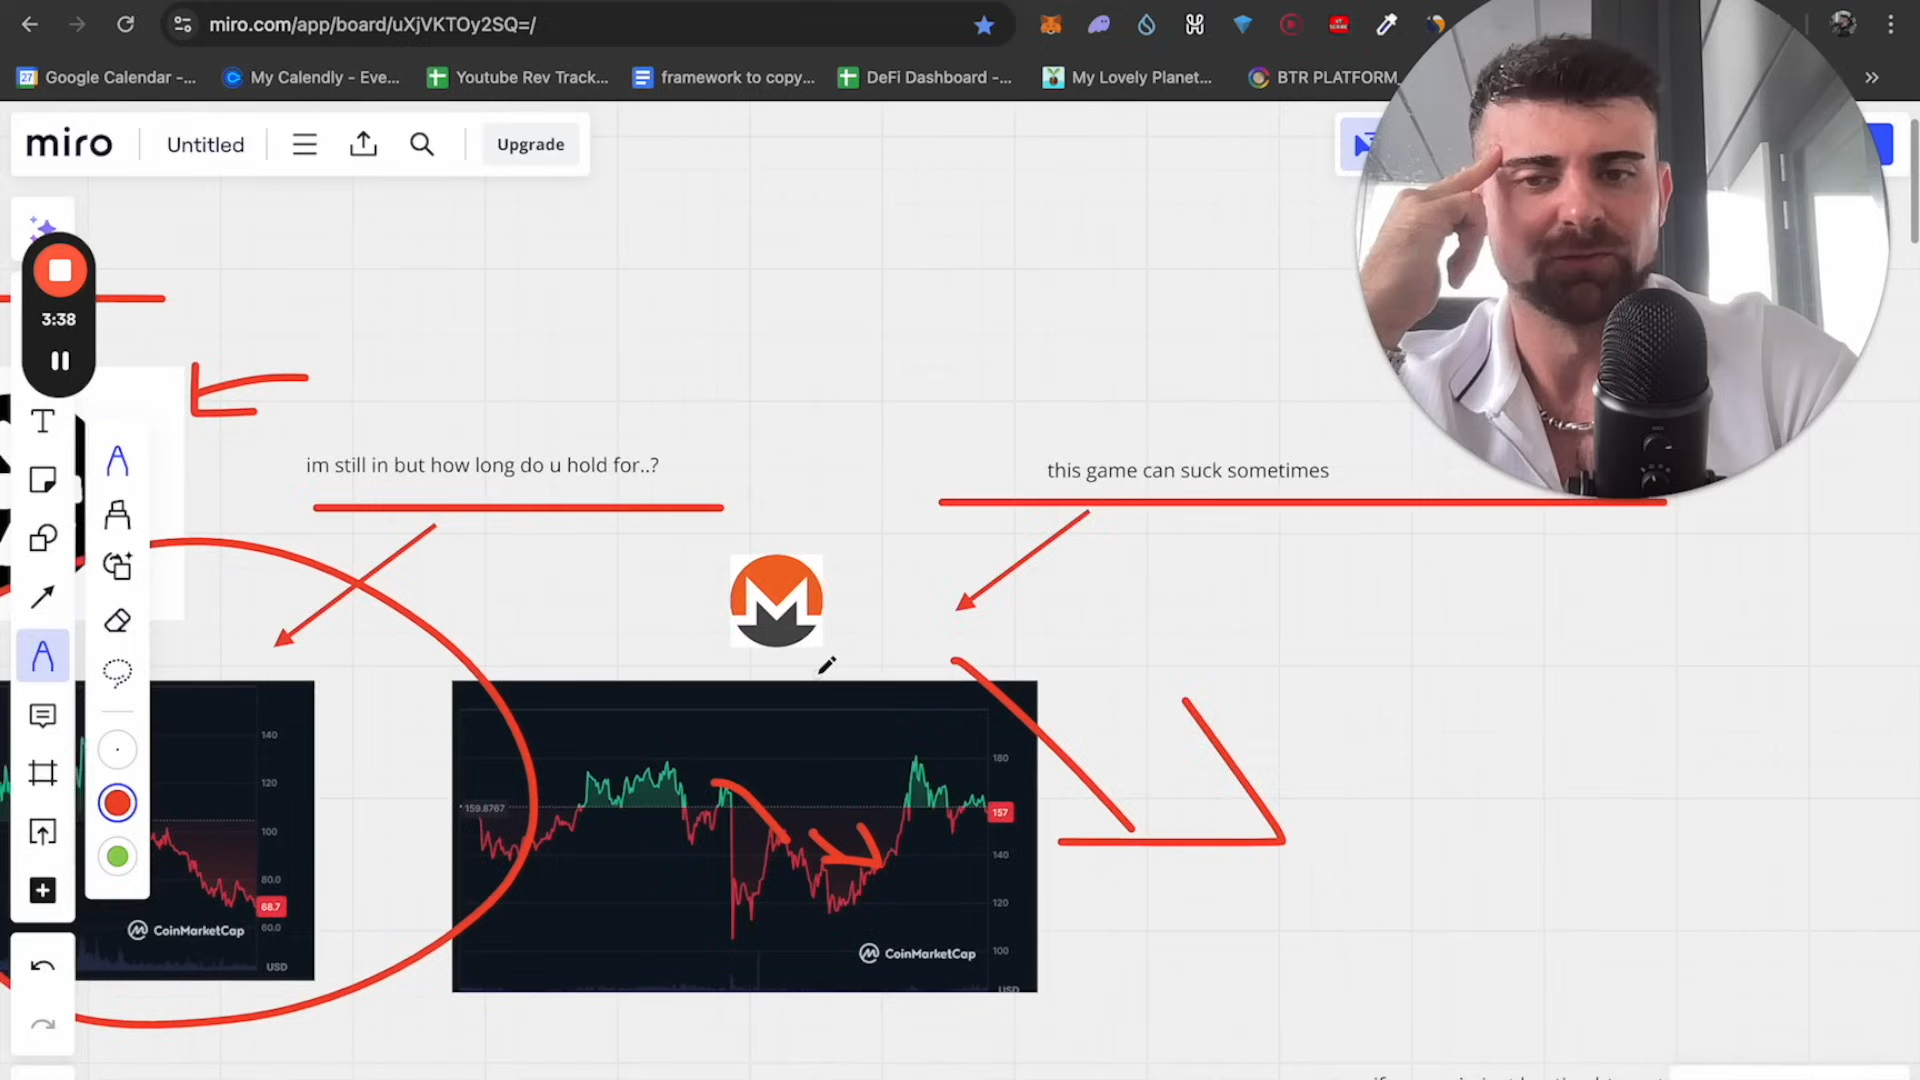 miro.com/app/board/uXjVKTOy2SQ=/
27 Google Calendar -... My Calendly - Eve... Youtube Rev Track... framework to copy... DeFi Dashboard -... My Lovely Planet... BTR PLATFORM
miro Untitled Upgrade
3:38
im still in but how long do u hold for..?
this game can suck sometimes
140
120
100
80.0
68.7
60.0
CoinMarketCap
USD
180
159.8767
157
140
120
100
CoinMarketCap
USD